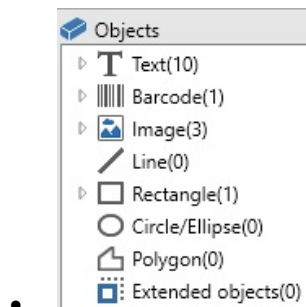 Objects
Text(10)
Barcode(1)
Image(3)
Line(0)
Rectangle(1)
Circle/Ellipse(0)
Polygon(0)
Extended objects(0)